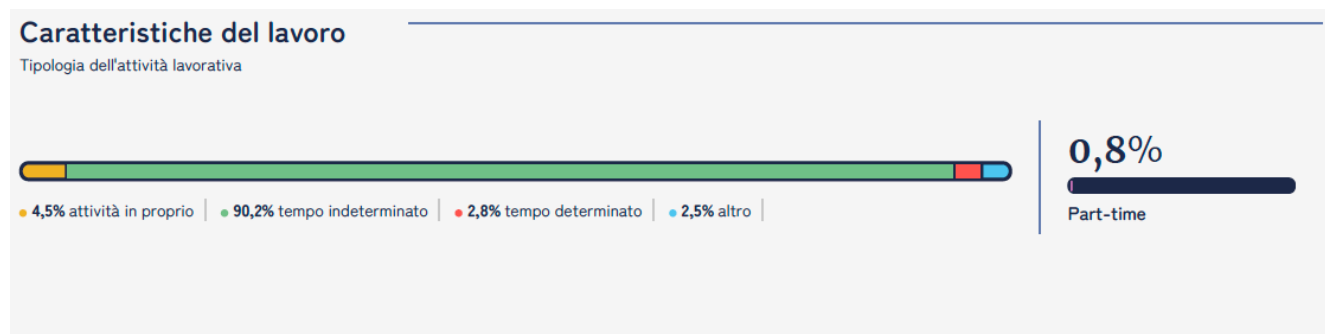 Caratteristiche del lavoro
Tipologia dell'attività lavorativa
0,8%
4,5% attività in proprio
90,2% tempo indeterminato
2,8% tempo determinato
2,5% altro
Part-time